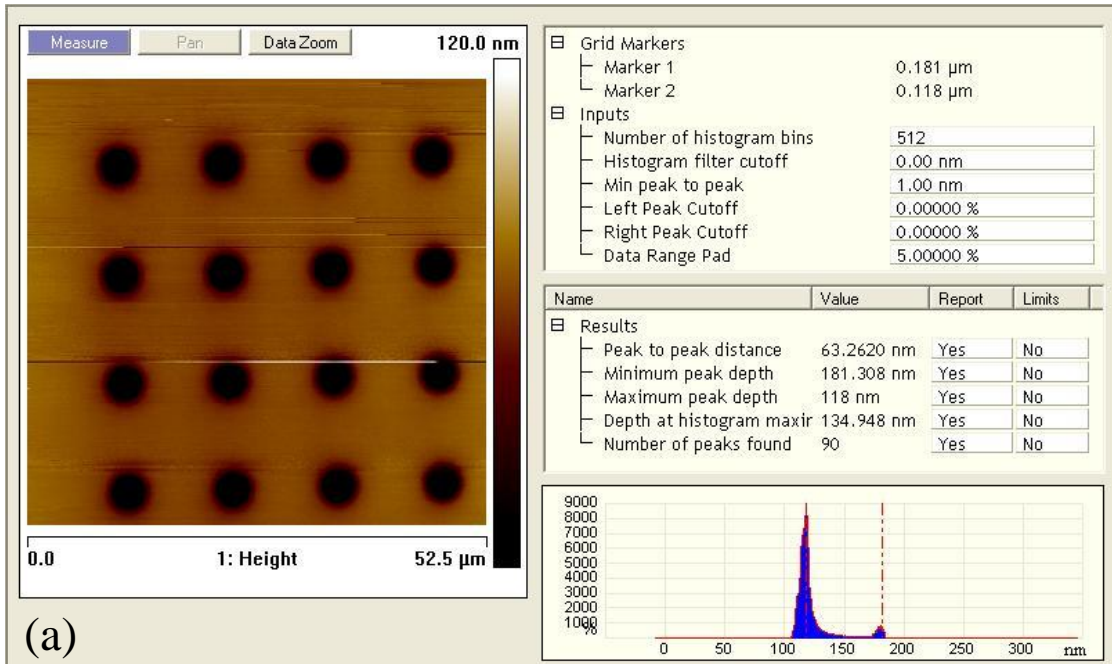 Measure Pan Data Zoom 120.0 nm
0.0 1: Height 52.5 µm
(a)
Grid Markers
Marker 1 0.181 µm
Marker 2 0.118 µm
Inputs
Number of histogram bins 512
Histogram filter cutoff 0.00 nm
Min peak to peak 1.00 nm
Left Peak Cutoff 0.00000 %
Right Peak Cutoff 0.00000 %
Data Range Pad 5.00000 %
Name Value Report Limits
Results
Peak to peak distance 63.2620 nm Yes No
Minimum peak depth 181.308 nm Yes No
Maximum peak depth 118 nm Yes No
Depth at histogram maxir 134.948 nm Yes No
Number of peaks found 90 Yes No
9000
8000
7000
6000
5000
4000
3000
2000
1000
%
0 50 100 150 200 250 300 nm